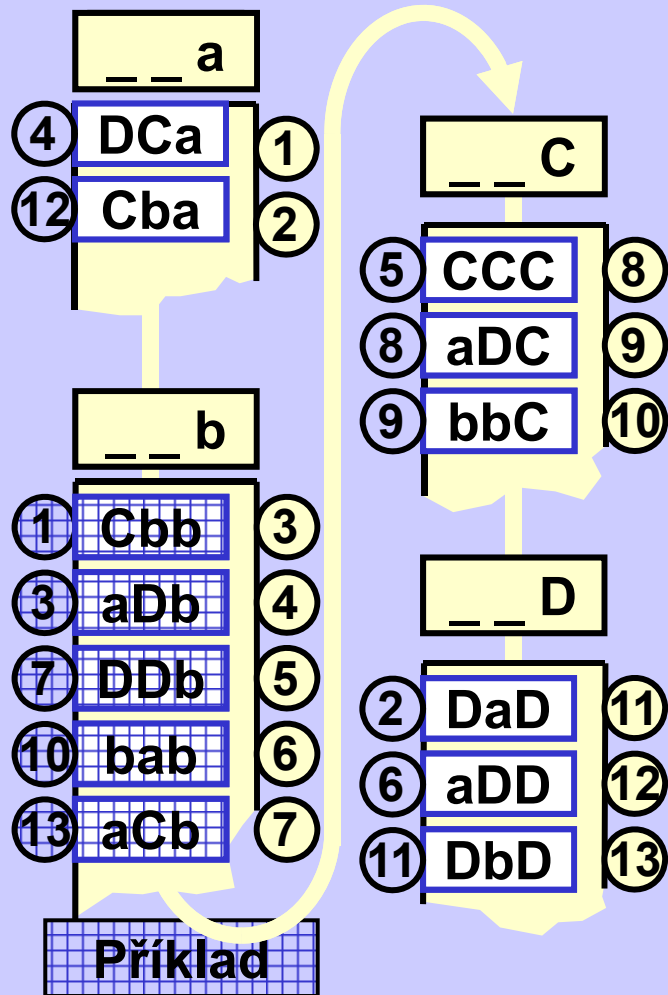 _ _ a
4 DCa 1
12 Cba 2
_ _ b
1 Cbb 3
3 aDb 4
7 DDb 5
10 bab 6
13 aCb 7
Příklad
_ _ C
5 CCC 8
8 aDC 9
9 bbC 10
_ _ D
2 DaD 11
6 aDD 12
11 DbD 13